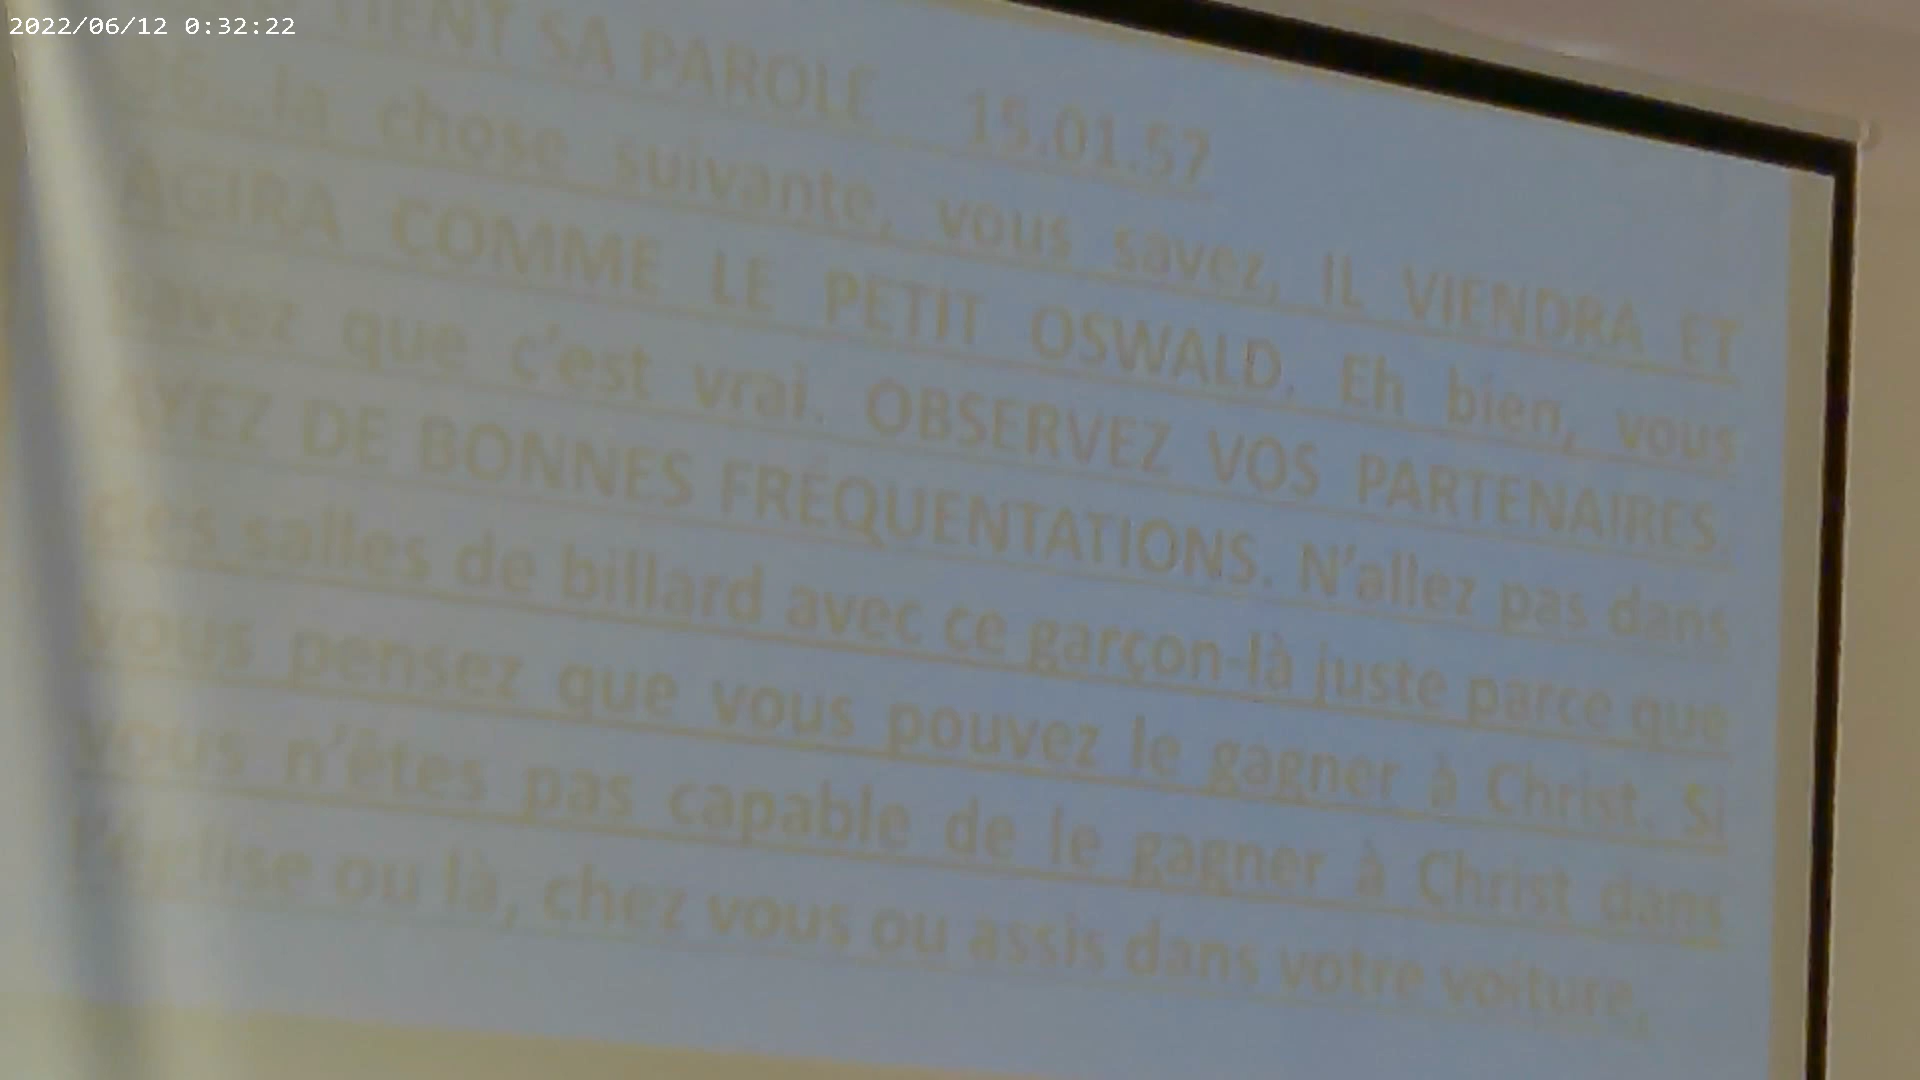 2022/06/12 0:32:22
TIENT SA PAROLE 15.01.57
la chose suivante, vous savez, IL VIENDRA ET
AGIRA COMME LE PETIT OSWALD. Eh bien, vous
savez que c'est vrai. OBSERVEZ VOS PARTENAIRES.
AYEZ DE BONNES FRÉQUENTATIONS. N'allez pas dans
des salles de billard avec ce garçon-là juste parce que
vous pensez que vous pouvez le gagner à Christ. Si
vous n'êtes pas capable de le gagner à Christ dans
l'église ou là, chez vous ou assis dans votre voiture,